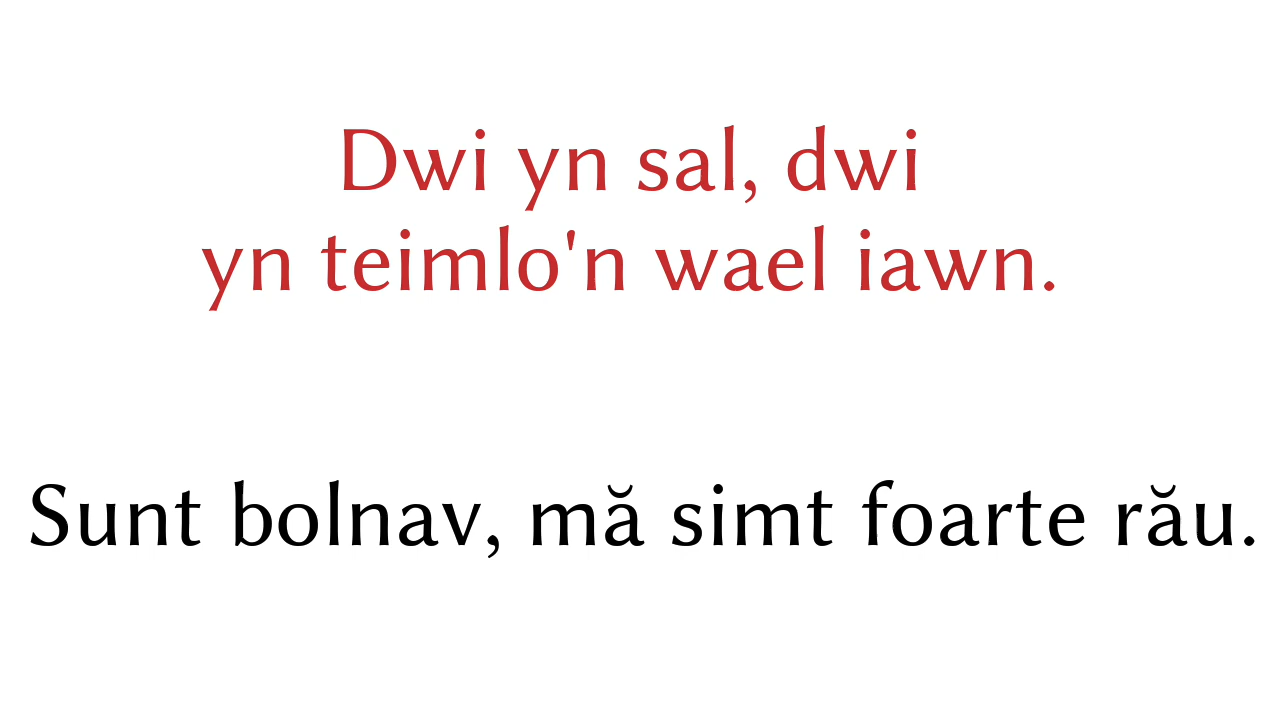 Dwi yn sal, dwi
yn teimlo'n wael iawn.
Sunt bolnav, mă simt foarte rău.